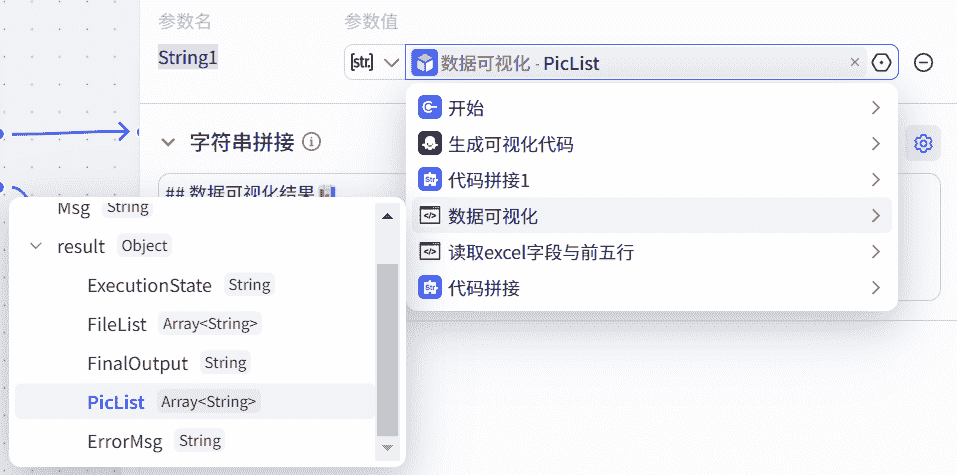 参数名 参数值
String1 str. 数据可视化 - PicList
开始
字符串拼接
生成可视化代码
代码拼接1
## 数据可视化结果
数据可视化
读取excel字段与前五行
代码拼接
Msg String
result Object
ExecutionState String
FileList Array<String>
FinalOutput String
PicList Array<String>
ErrorMsg String